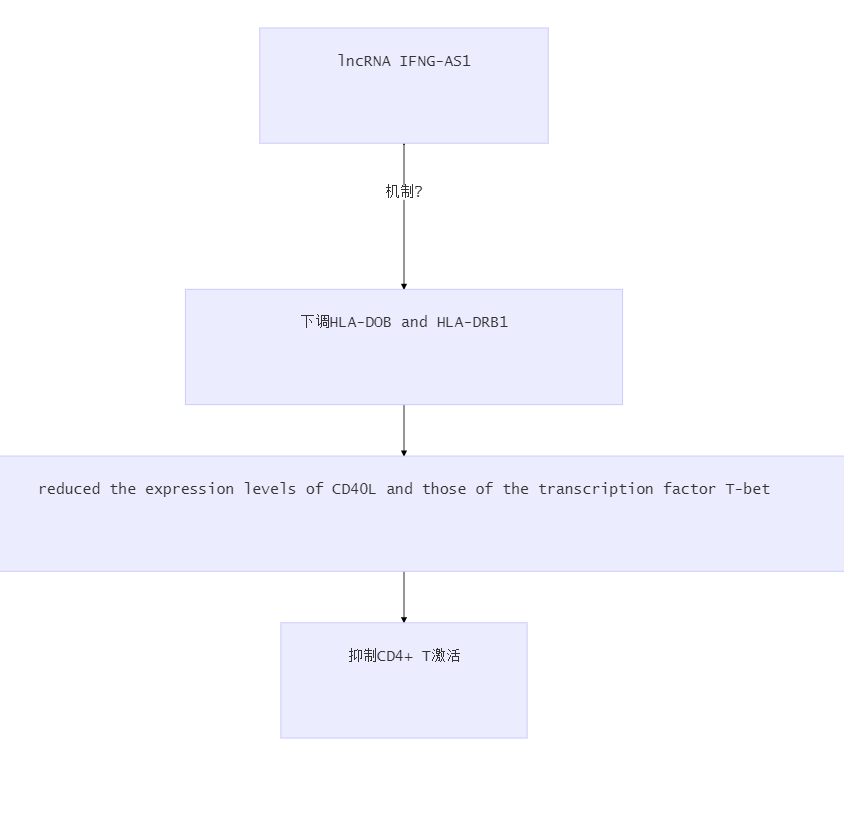 lncRNA IFNG-AS1
机制?
下调HLA-DOB and HLA-DRB1
reduced the expression levels of CD40L and those of the transcription factor T-bet
抑制CD4+ T激活